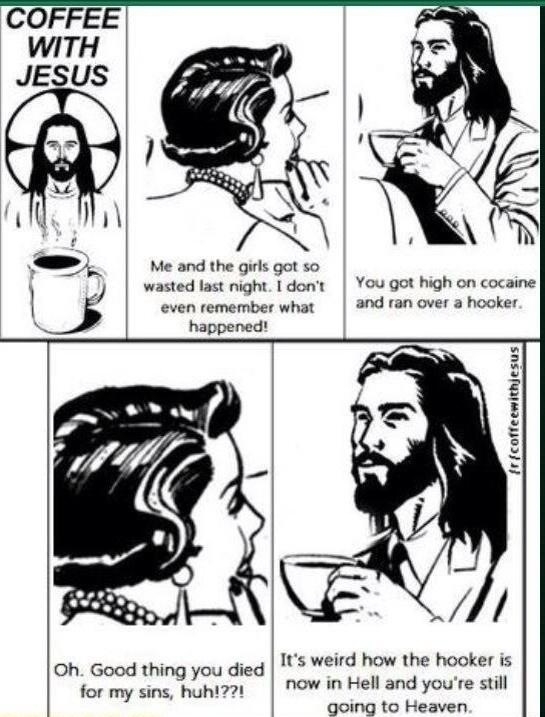 COFFEE
WITH
JESUS
Me and the girls got so
wasted last night. I don't
even remember what
happened!
You got high on cocaine
and ran over a hooker.
/r/coffeewithjesus
Oh. Good thing you died
for my sins, huh!??!
It's weird how the hooker is
now in Hell and you're still
going to Heaven.